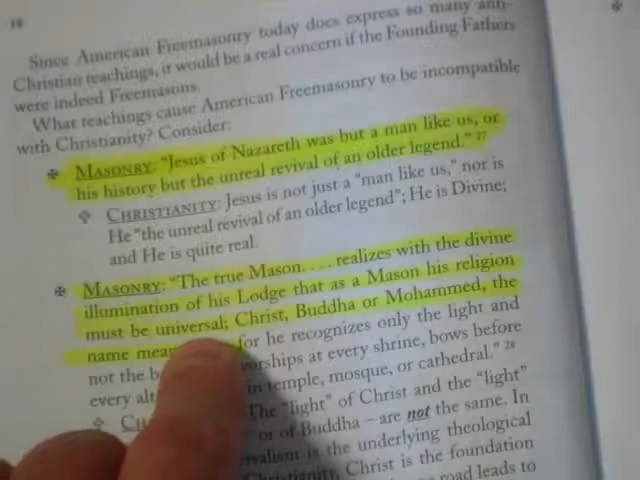 18
Since American Freemasonry today does express so many anti-
Christian teachings, it would be a real concern if the Founding Fathers
were indeed Freemasons.
What teachings cause American Freemasonry to be incompatible
with Christianity? Consider:
✠ MASONRY: "Jesus of Nazareth was but a man like us, or
his history but the unreal revival of an older legend." 27
✞ CHRISTIANITY: Jesus is not just a "man like us," nor is
He "the unreal revival of an older legend"; He is Divine;
and He is quite real.
✠ MASONRY: "The true Mason. . . . realizes with the divine
illumination of his Lodge that as a Mason his religion
must be universal; Christ, Buddha or Mohammed, the
name for he recognizes only the light and
not the worships at every shrine, bows before
every in temple, mosque, or cathedral." 28
The "light" of Christ and the "light"
or of Buddha – are not the same. In
is the underlying theological
Christianity, Christ is the foundation
road leads to